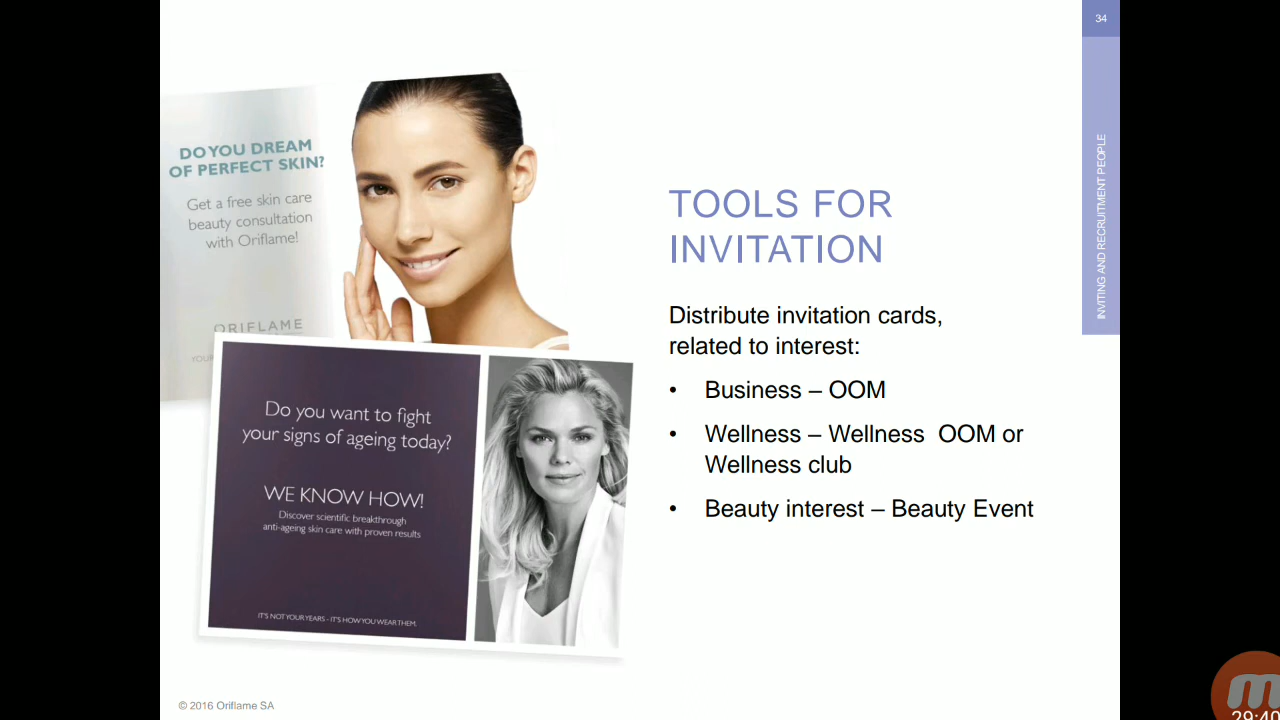 34
INVITING AND RECRUITMENT PEOPLE
DO YOU DREAM
OF PERFECT SKIN?
Get a free skin care
beauty consultation
with Oriflame!
ORIFLAME
YOUR
Do you want to fight
your signs of ageing today?
WE KNOW HOW!
Discover scientific breakthrough
anti-ageing skin care with proven results
IT'S NOT YOUR YEARS - IT'S HOW YOU WEAR THEM.
TOOLS FOR
INVITATION
Distribute invitation cards,
related to interest:
• Business – OOM
• Wellness – Wellness  OOM or
Wellness club
• Beauty interest – Beauty Event
© 2016 Oriflame SA
29:40